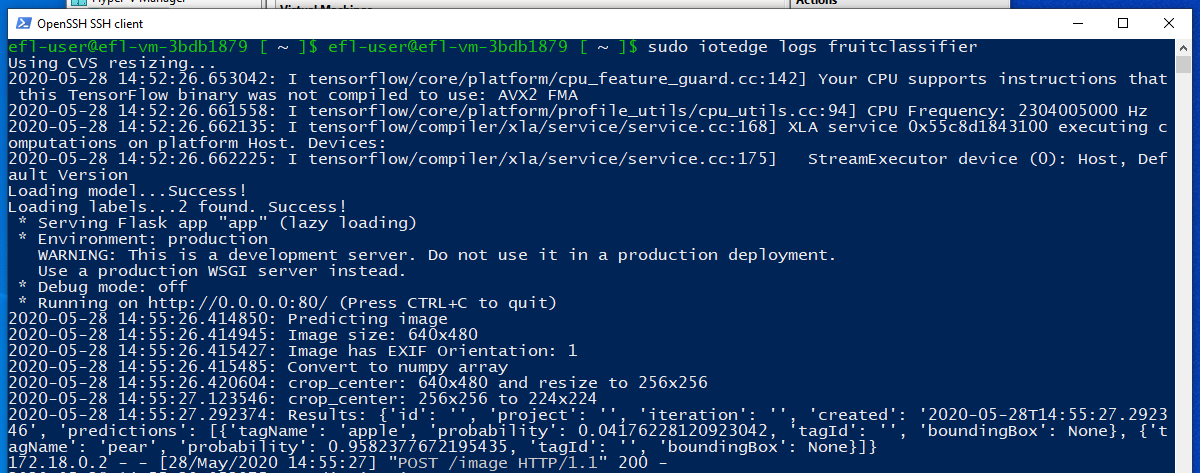 Hyper-V Manager
Virtual Machines
Actions
OpenSSH SSH client
efl-user@efl-vm-3bdb1879 [ ~ ]$ efl-user@efl-vm-3bdb1879 [ ~ ]$ sudo iotedge logs fruitclassifier
Using CVS resizing...
2020-05-28 14:52:26.653042: I tensorflow/core/platform/cpu_feature_guard.cc:142] Your CPU supports instructions that
 this TensorFlow binary was not compiled to use: AVX2 FMA
2020-05-28 14:52:26.661558: I tensorflow/core/platform/profile_utils/cpu_utils.cc:94] CPU Frequency: 2304005000 Hz
2020-05-28 14:52:26.662135: I tensorflow/compiler/xla/service/service.cc:168] XLA service 0x55c8d1843100 executing c
omputations on platform Host. Devices:
2020-05-28 14:52:26.662225: I tensorflow/compiler/xla/service/service.cc:175]   StreamExecutor device (0): Host, Def
ault Version
Loading model...Success!
Loading labels...2 found. Success!
 * Serving Flask app "app" (lazy loading)
 * Environment: production
   WARNING: This is a development server. Do not use it in a production deployment.
   Use a production WSGI server instead.
 * Debug mode: off
 * Running on http://0.0.0.0:80/ (Press CTRL+C to quit)
2020-05-28 14:55:26.414850: Predicting image
2020-05-28 14:55:26.414945: Image size: 640x480
2020-05-28 14:55:26.415427: Image has EXIF Orientation: 1
2020-05-28 14:55:26.415485: Convert to numpy array
2020-05-28 14:55:26.420604: crop_center: 640x480 and resize to 256x256
2020-05-28 14:55:27.123546: crop_center: 256x256 to 224x224
2020-05-28 14:55:27.292374: Results: {'id': '', 'project': '', 'iteration': '', 'created': '2020-05-28T14:55:27.2923
46', 'predictions': [{'tagName': 'apple', 'probability': 0.04176228120923042, 'tagId': '', 'boundingBox': None}, {'t
agName': 'pear', 'probability': 0.9582377672195435, 'tagId': '', 'boundingBox': None}]}
172.18.0.2 - - [28/May/2020 14:55:27] "POST /image HTTP/1.1" 200 -